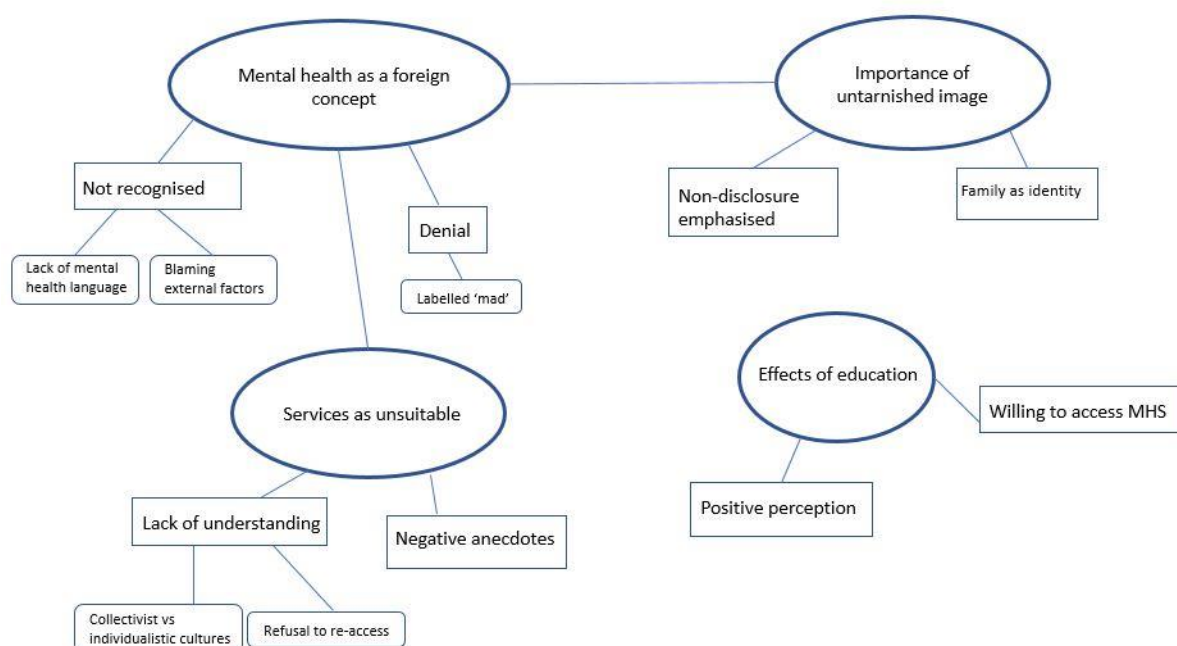 Mental health as a foreign
concept
Importance of
untarnished image
Not recognised
Denial
Non-disclosure
emphasised
Family as identity
Lack of mental
health language
Blaming
external factors
Labelled ‘mad’
Services as unsuitable
Effects of education
Willing to access MHS
Lack of understanding
Negative anecdotes
Positive perception
Collectivist vs
individualistic cultures
Refusal to re-access